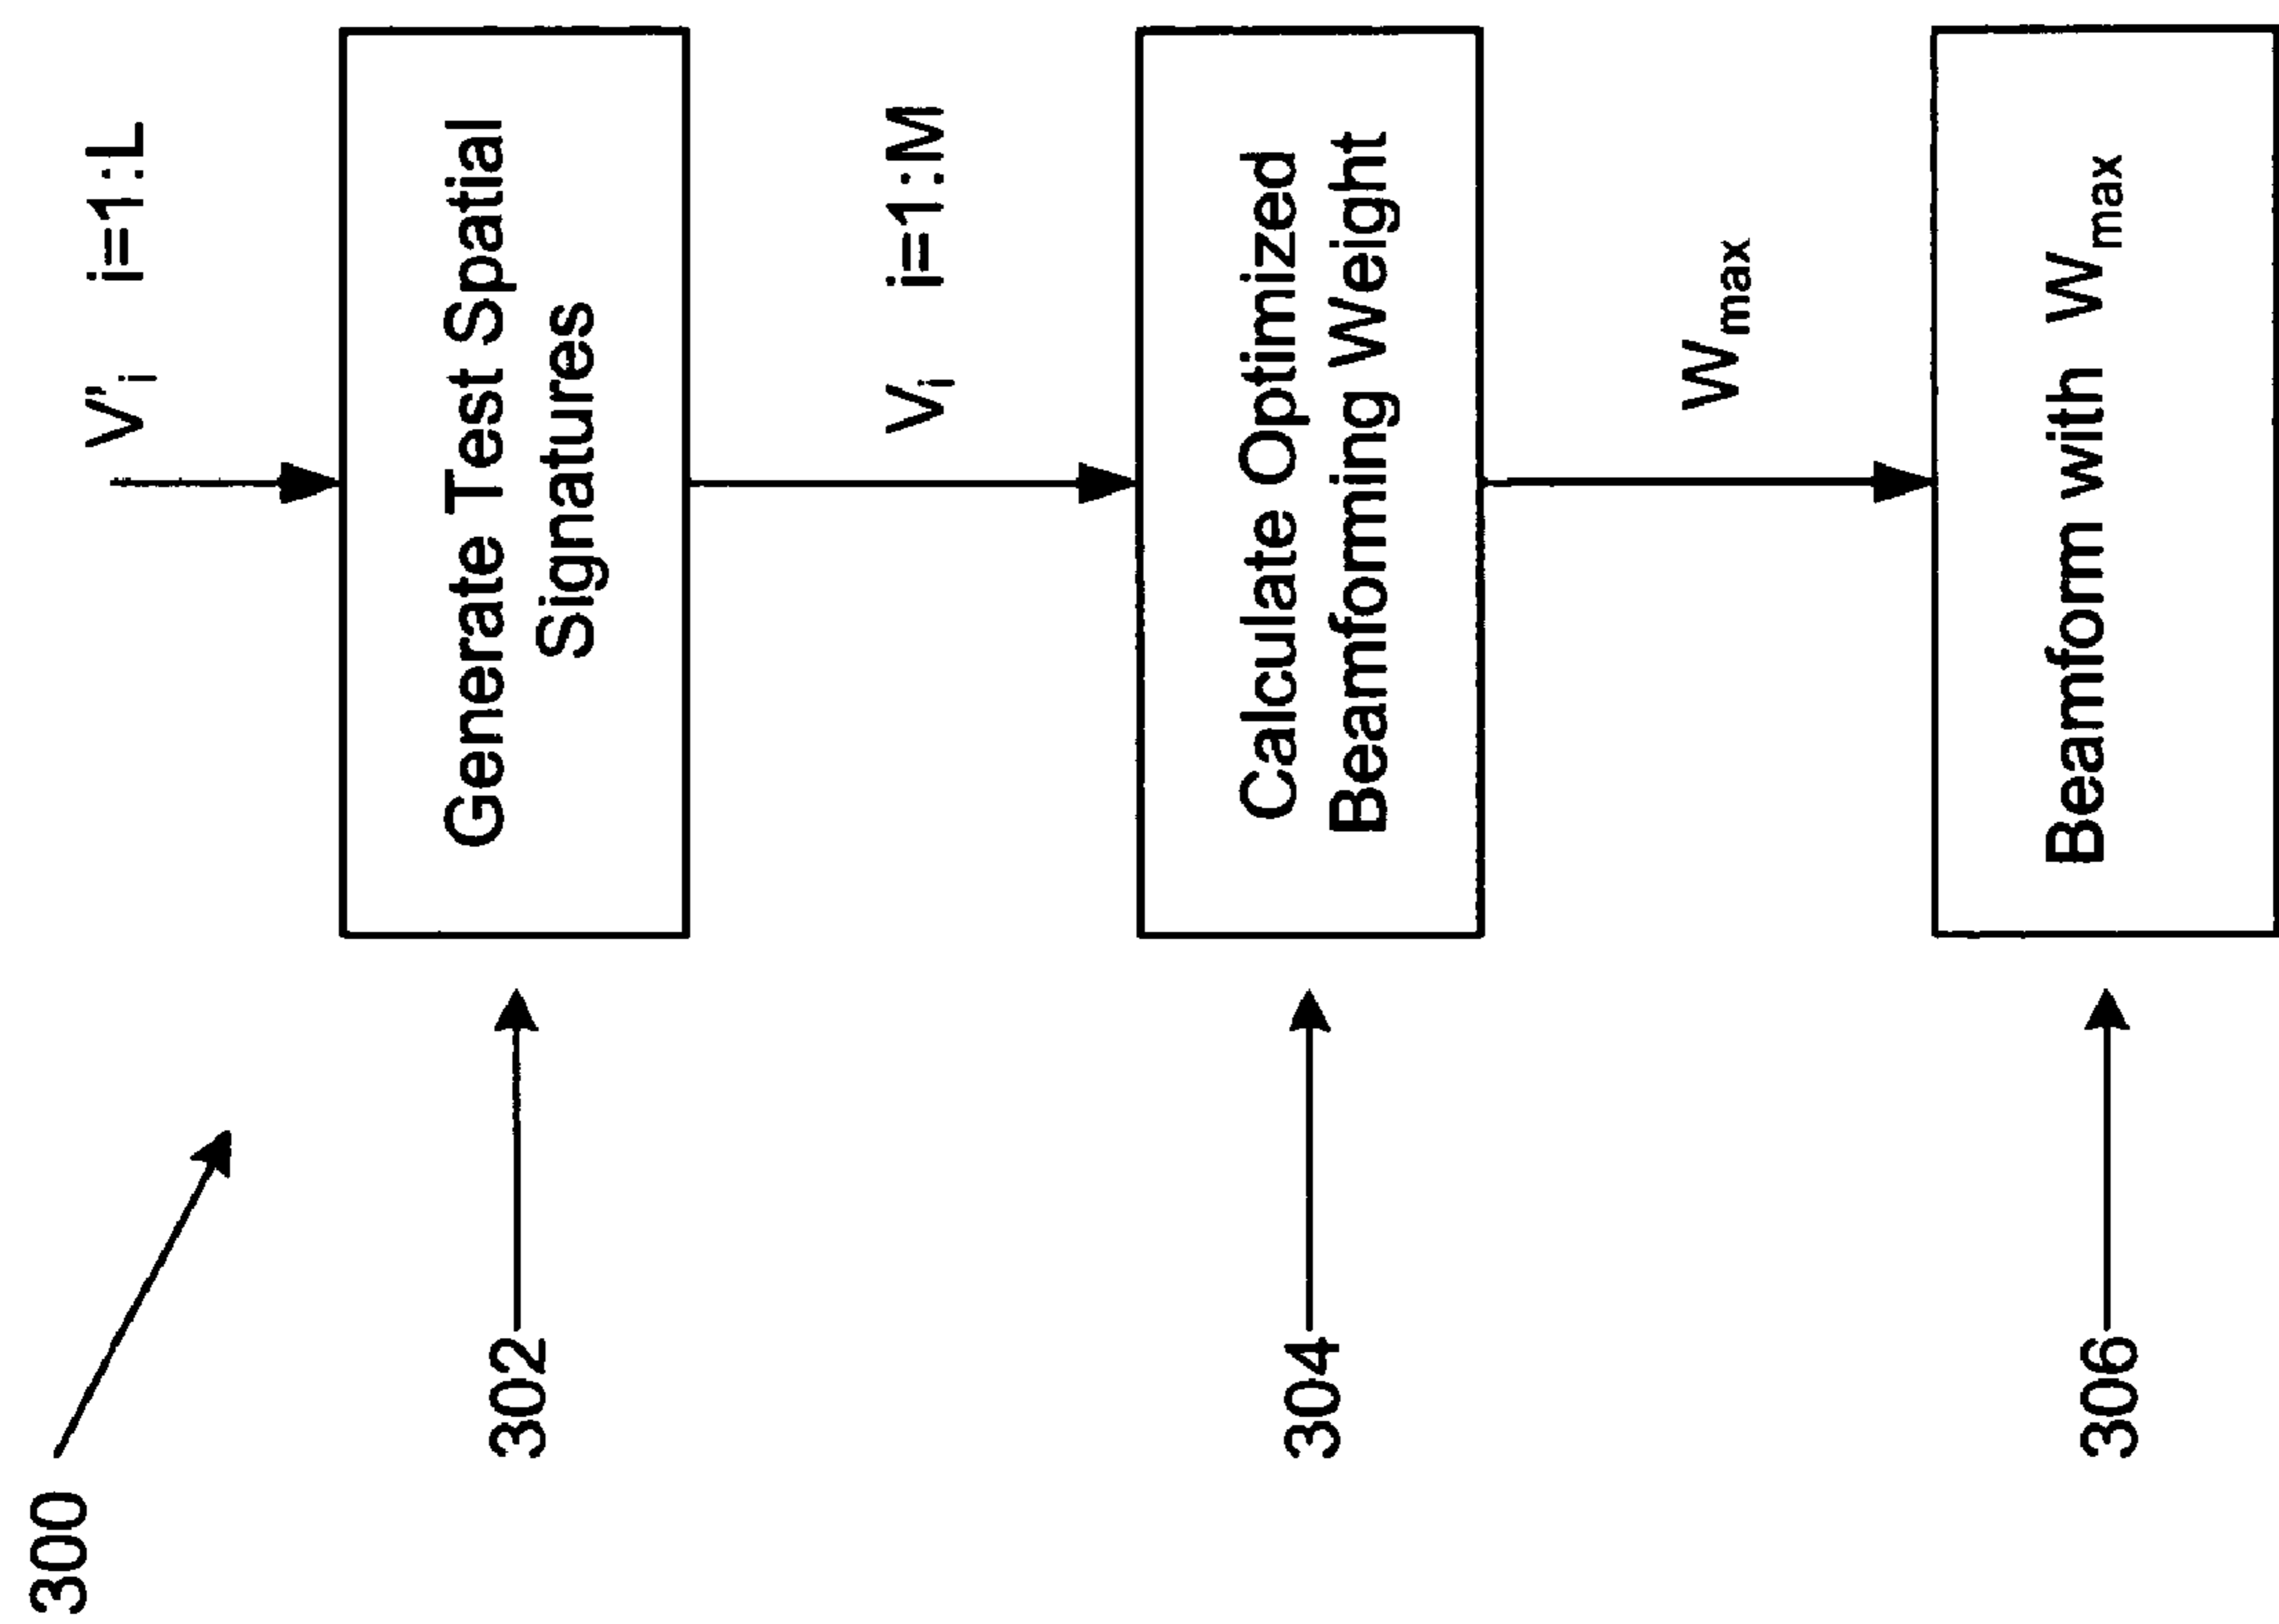 300
V'i i=1:L
302
Generate Test Spatial
Signatures
Vi i=1:M
304
Calculate Optimized
Beamforming Weight
Wmax
306
Beamform with Wmax